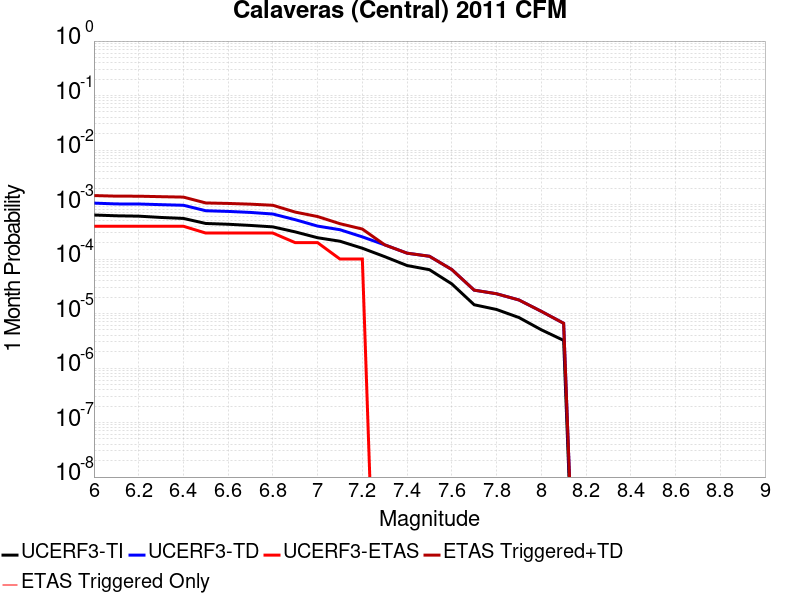 Calaveras (Central) 2011 CFM
10^0
10^-1
10^-2
10^-3
10^-4
10^-5
10^-6
10^-7
10^-8
1 Month Probability
6 6.2 6.4 6.6 6.8 7 7.2 7.4 7.6 7.8 8 8.2 8.4 8.6 8.8 9
Magnitude
UCERF3-TI UCERF3-TD UCERF3-ETAS ETAS Triggered+TD
ETAS Triggered Only